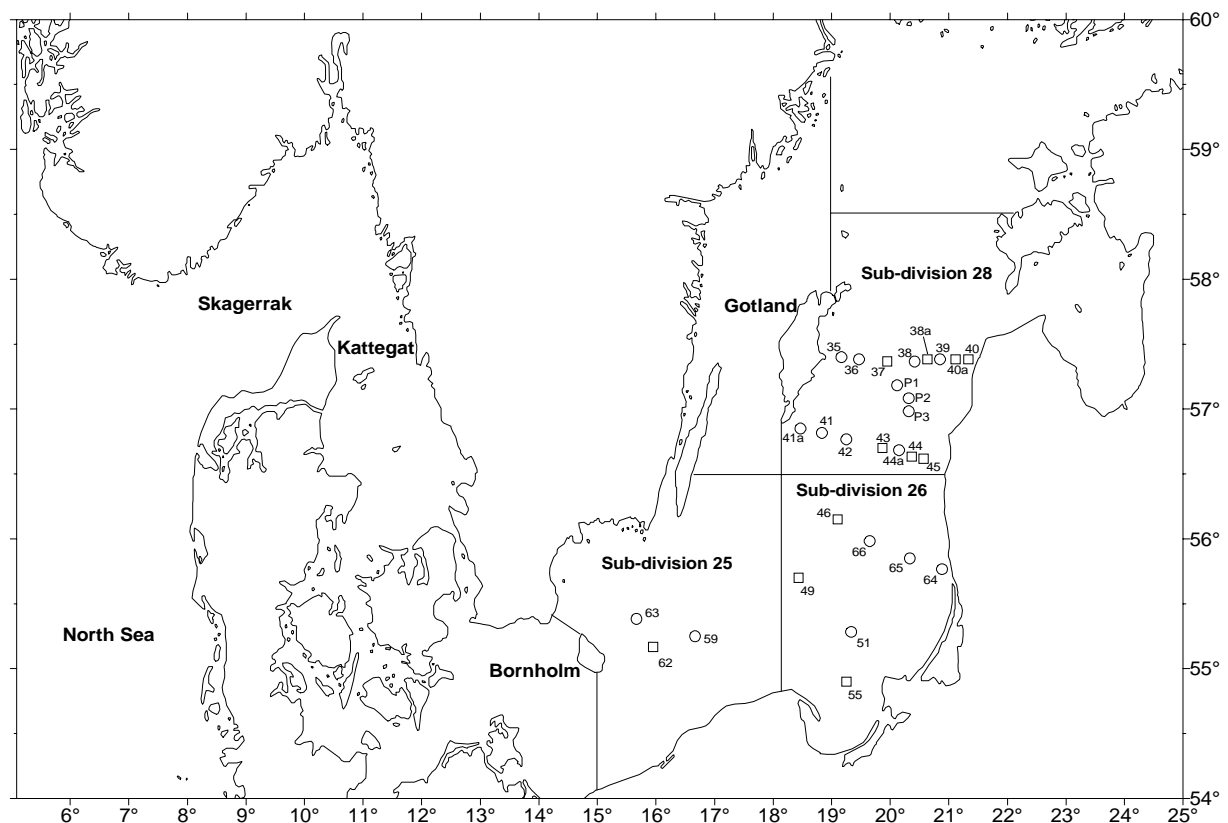 60°
59°
Sub-division 28
58°
Skagerrak
Gotland
38a
35
38
39
40
Kattegat
36
37
40a
P1
P2
57°
P3
41
43
44
41a
42
44a
45
Sub-division 26
46
56°
66
Sub-division 25
65
64
49
63
North Sea
59
51
62
Bornholm
55°
55
54°
6° 7° 8° 9° 10° 11° 12° 13° 14° 15° 16° 17° 18° 19° 20° 21° 22° 23° 24° 25°